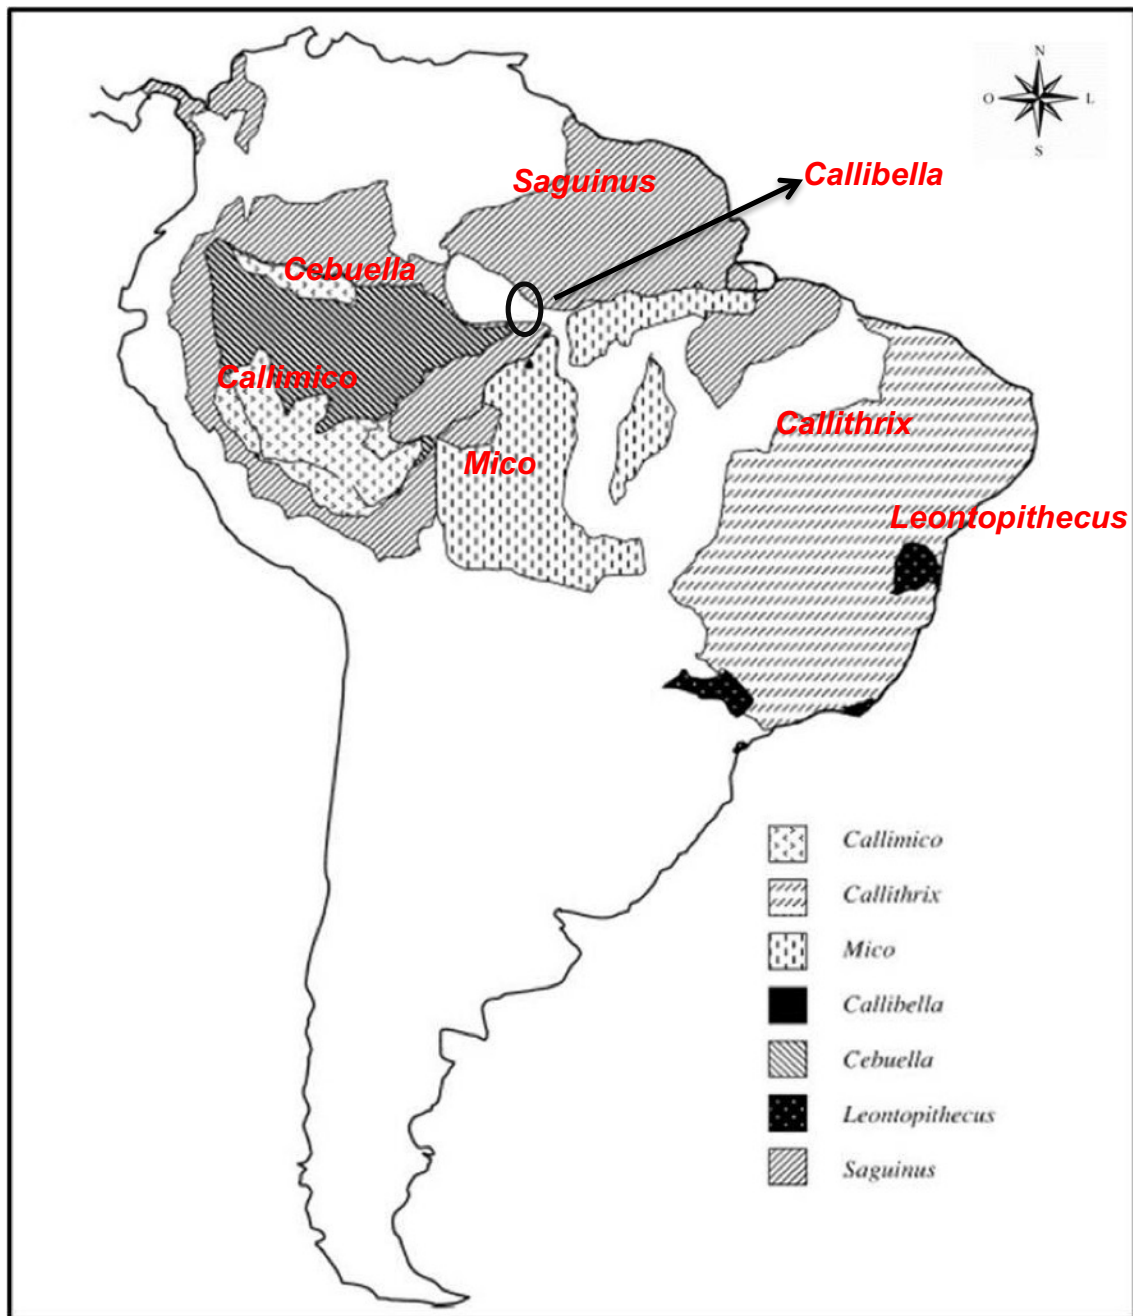 N
O
L
S
Saguinus
Callibella
Cebuella
Callimico
Callithrix
Mico
Leontopithecus
Callimico
Callithrix
Mico
Callibella
Cebuella
Leontopithecus
Saguinus